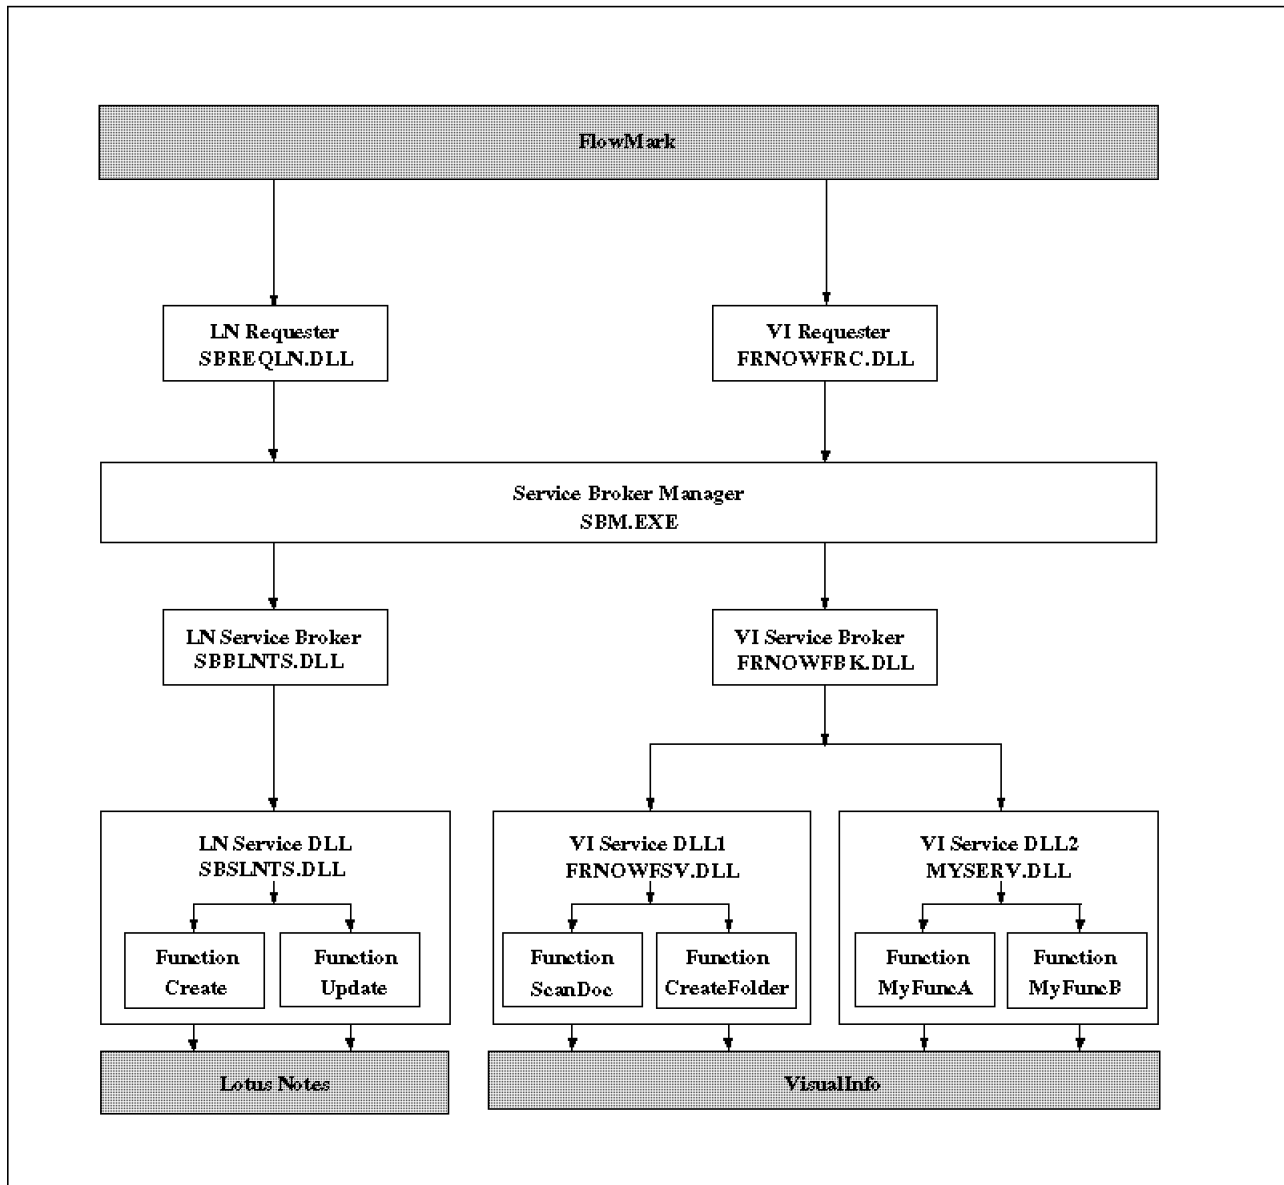 FlowMark
LN Requester
SBREQLN.DLL
VI Requester
FRNOWFRC.DLL
Service Broker Manager
SBM.EXE
LN Service Broker
SBBLNTS.DLL
VI Service Broker
FRNOWFBK.DLL
LN Service DLL
SBSLNTS.DLL
VI Service DLL1
FRNOWFSV.DLL
VI Service DLL2
MYSERV.DLL
Function
Create
Function
Update
Function
ScanDoc
Function
CreateFolder
Function
MyFuncA
Function
MyFuncB
Lotus Notes
VisualInfo